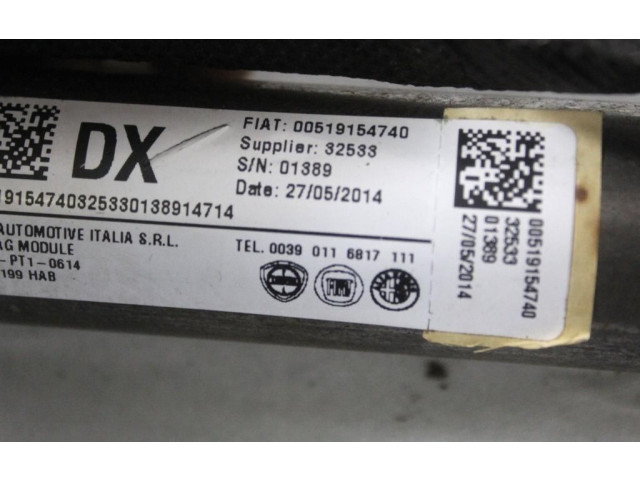 DX
FIAT: 00519154740
Supplier: 32533
S/N: 01389
Date: 27/05/2014
19154740325330138914714
AUTOMOTIVE ITALIA S.R.L.
AG MODULE
-PT1-0614
199 HAB
TEL. 0039 011 6817 111
FIAT
00519154740
32533
01389
27/05/2014